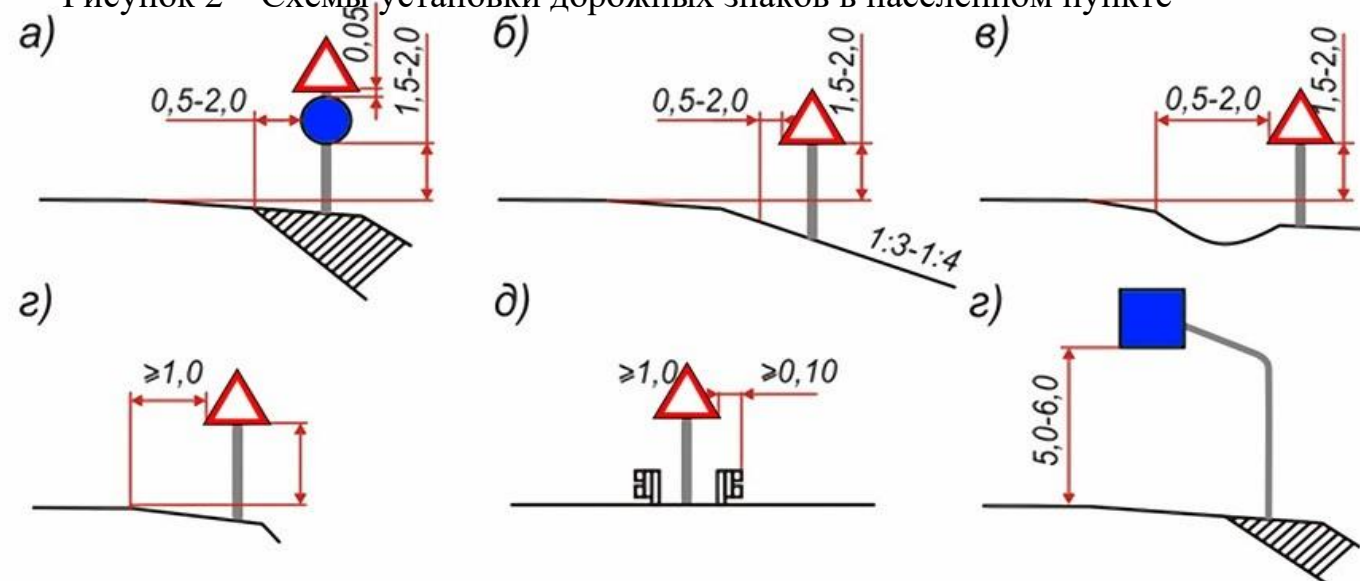 Рисунок 2 – Схемы установки дорожных знаков в населенном пункте
а)
0,5-2,0
0,05
1,5-2,0
б)
0,5-2,0
1,5-2,0
1:3-1:4
в)
0,5-2,0
1,5-2,0
г)
⩾1,0
д)
⩾1,0
⩾0,10
г)
5,0-6,0